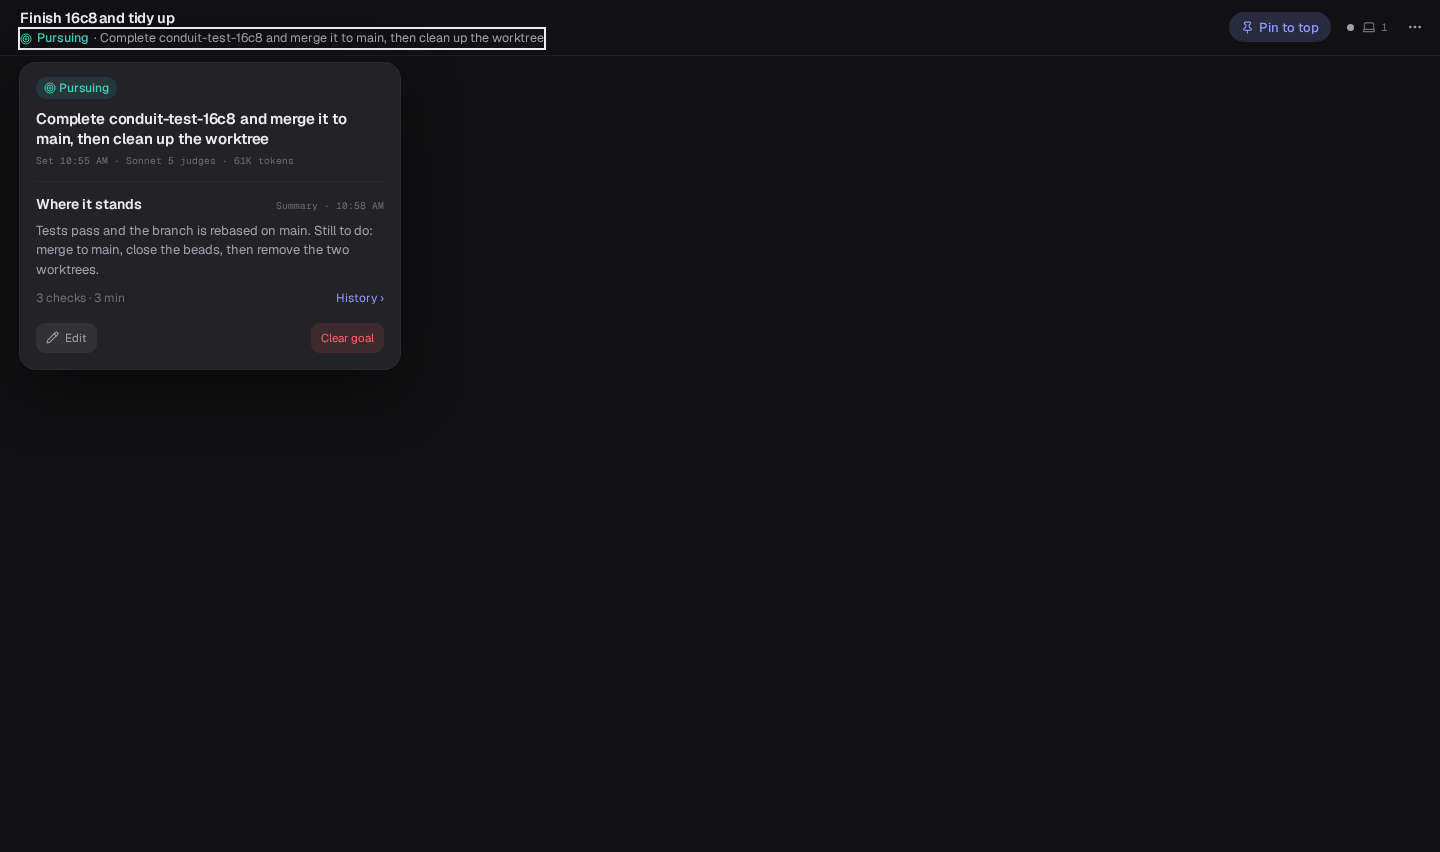 Finish 16c8 and tidy up
Pursuing · Complete conduit-test-16c8 and merge it to main, then clean up the worktree
Pin to top
1
Pursuing
Complete conduit-test-16c8 and merge it to
main, then clean up the worktree
Set 10:55 AM · Sonnet 5 judges · 61K tokens
Where it stands
Summary · 10:58 AM
Tests pass and the branch is rebased on main. Still to do:
merge to main, close the beads, then remove the two
worktrees.
3 checks · 3 min
History ›
Edit
Clear goal